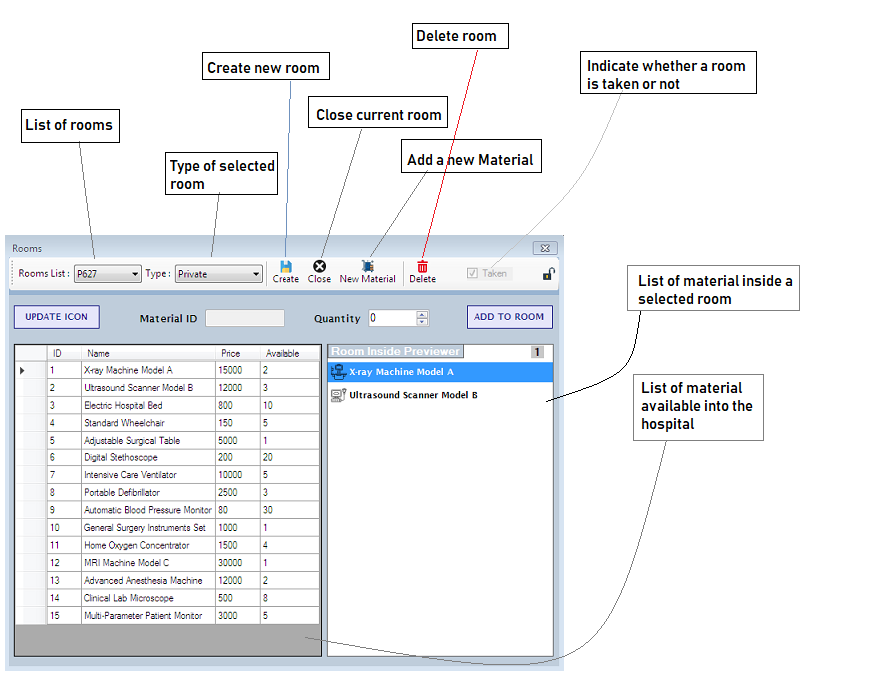 Delete room
Create new room
Indicate whether a room
is taken or not
Close current room
List of rooms
Add a new Material
Type of selected
room
Rooms
Rooms List : P627 Type : Private Create Close New Material Delete Taken
List of material inside a
selected room
UPDATE ICON Material ID Quantity 0 ADD TO ROOM
ID Name Price Available
1 X-ray Machine Model A 15000 2
2 Ultrasound Scanner Model B 12000 3
3 Electric Hospital Bed 800 10
4 Standard Wheelchair 150 5
5 Adjustable Surgical Table 5000 1
6 Digital Stethoscope 200 20
7 Intensive Care Ventilator 10000 5
8 Portable Defibrillator 2500 3
9 Automatic Blood Pressure Monitor 80 30
10 General Surgery Instruments Set 1000 1
11 Home Oxygen Concentrator 1500 4
12 MRI Machine Model C 30000 1
13 Advanced Anesthesia Machine 12000 2
14 Clinical Lab Microscope 500 8
15 Multi-Parameter Patient Monitor 3000 5
Room Inside Previewer 1
X-ray Machine Model A
Ultrasound Scanner Model B
List of material
available into the
hospital